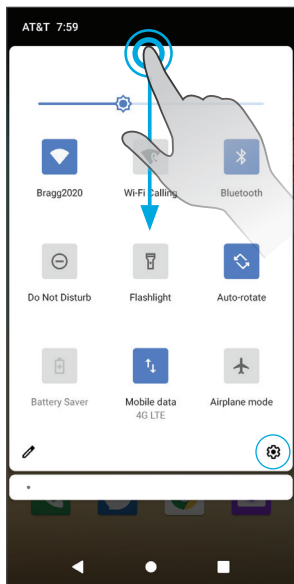 AT&T 7:59
Bragg2020
Wi-Fi Calling
Bluetooth
Do Not Disturb
Flashlight
Auto-rotate
Battery Saver
Mobile data
4G LTE
Airplane mode